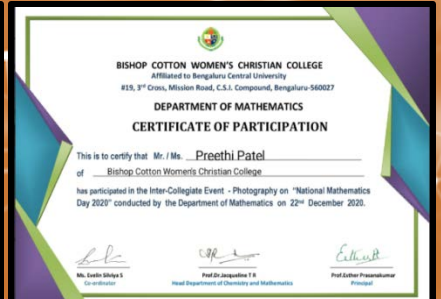 BISHOP COTTON WOMEN'S CHRISTIAN COLLEGE
Affiliated to Bengaluru Central University
#19, 3rd Cross, Mission Road, C.S.I. Compound, Bengaluru-560027
DEPARTMENT OF MATHEMATICS
CERTIFICATE OF PARTICIPATION
This is to certify that Mr. / Ms. Preethi Patel
of Bishop Cotton Women's Christian College
has participated in the Inter-Collegiate Event - Photography on "National Mathematics
Day 2020" conducted by the Department of Mathematics on 22nd December 2020.
Ms. Evelin Shivya S Prof.Dr.Jacqueline T R Prof.Esther Prasanakumar
Co-ordinator Head Department of Chemistry and Mathematics Principal